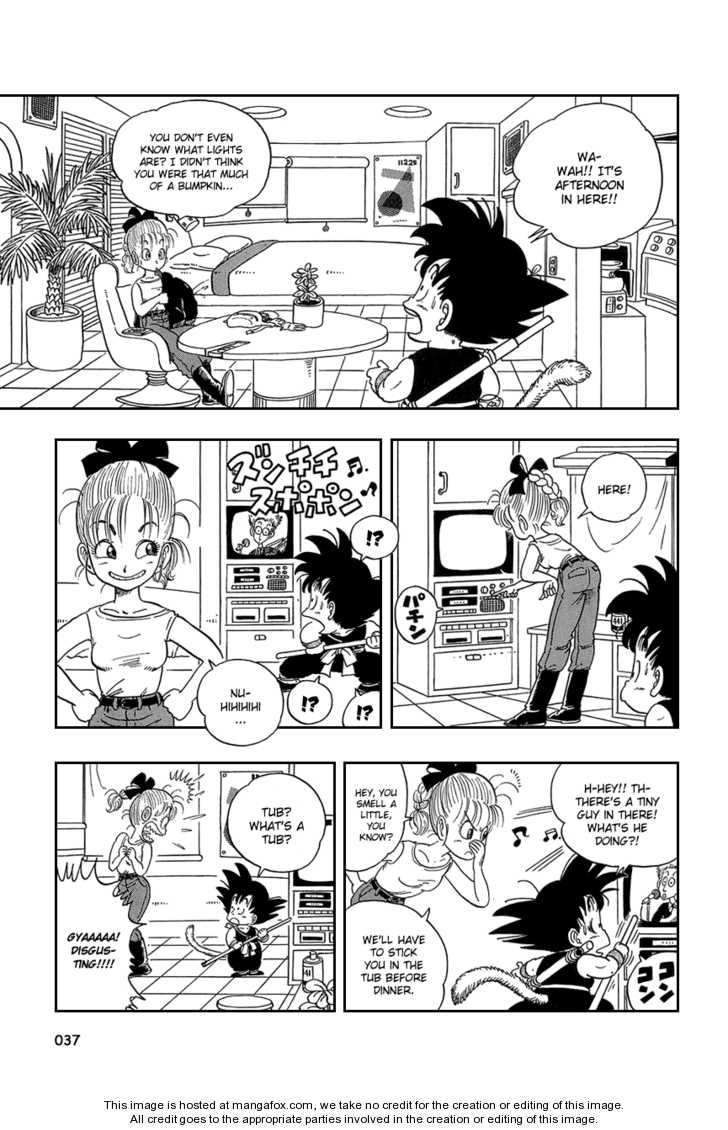 WA-
WAH!! IT'S
AFTERNOON
IN HERE!!
YOU DON'T EVEN
KNOW WHAT LIGHTS
ARE? I DIDN'T THINK
YOU WERE THAT MUCH
OF A BUMPKIN...
11228
HERE!
パチン
ズンチチ
スポポン
!?
!?
!?
NU-
HIHIHIHI
...
H-HEY!! TH-
THERE'S A TINY
GUY IN THERE!
WHAT'S HE
DOING?!
HEY, YOU
SMELL A
LITTLE,
YOU
KNOW?
コン
コン
WE'LL HAVE
TO STICK
YOU IN THE
TUB BEFORE
DINNER.
TUB?
WHAT'S A
TUB?
GYAAAAA!
DISGUS-
TING!!!!
037
This image is hosted at mangafox.com, we take no credit for the creation or editing of this image.
All credit goes to the appropriate parties involved in the creation or editing of this image.